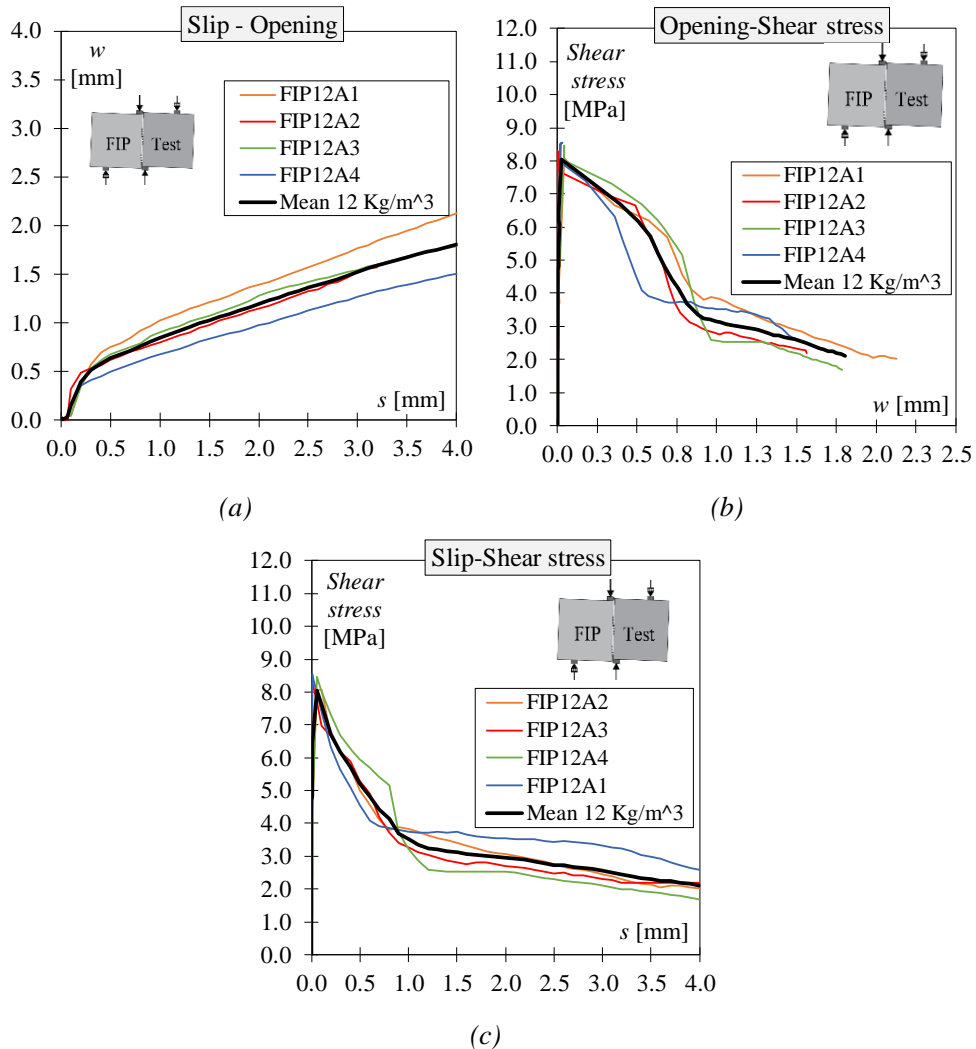 Slip - Opening
w
[mm]
4.0
3.5
3.0
2.5
2.0
1.5
1.0
0.5
0.0
FIP12A1
FIP12A2
FIP12A3
FIP12A4
Mean 12 Kg/m^3
FIP Test
s [mm]
0.0 0.5 1.0 1.5 2.0 2.5 3.0 3.5 4.0
(a)
Opening-Shear stress
Shear
stress
[MPa]
12.0
11.0
10.0
9.0
8.0
7.0
6.0
5.0
4.0
3.0
2.0
1.0
0.0
FIP Test
FIP12A1
FIP12A2
FIP12A3
FIP12A4
Mean 12 Kg/m^3
w [mm]
0.0 0.3 0.5 0.8 1.0 1.3 1.5 1.8 2.0 2.3 2.5
(b)
Slip-Shear stress
Shear
stress
[MPa]
12.0
11.0
10.0
9.0
8.0
7.0
6.0
5.0
4.0
3.0
2.0
1.0
0.0
FIP Test
FIP12A2
FIP12A3
FIP12A4
FIP12A1
Mean 12 Kg/m^3
s [mm]
0.0 0.5 1.0 1.5 2.0 2.5 3.0 3.5 4.0
(c)